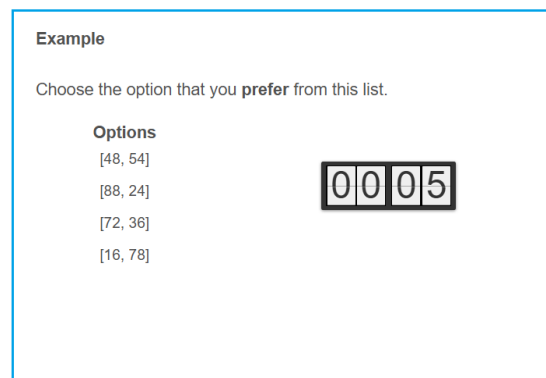 Example
Choose the option that you prefer from this list.
Options
[48, 54]
[88, 24]
[72, 36]
[16, 78]
0005